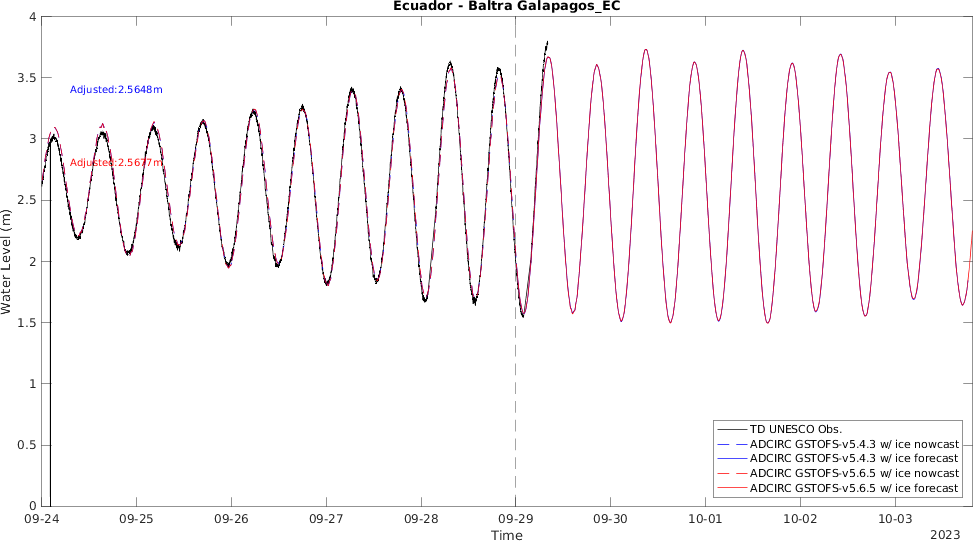 Ecuador - Baltra Galapagos_EC
Water Level (m)
4
3.5
3
2.5
2
1.5
1
0.5
0
Adjusted:2.5648m
Adjusted:2.5677m
TD UNESCO Obs.
ADCIRC GSTOFS-v5.4.3 w/ ice nowcast
ADCIRC GSTOFS-v5.4.3 w/ ice forecast
ADCIRC GSTOFS-v5.6.5 w/ ice nowcast
ADCIRC GSTOFS-v5.6.5 w/ ice forecast
09-24 09-25 09-26 09-27 09-28 09-29 09-30 10-01 10-02 10-03
Time
2023